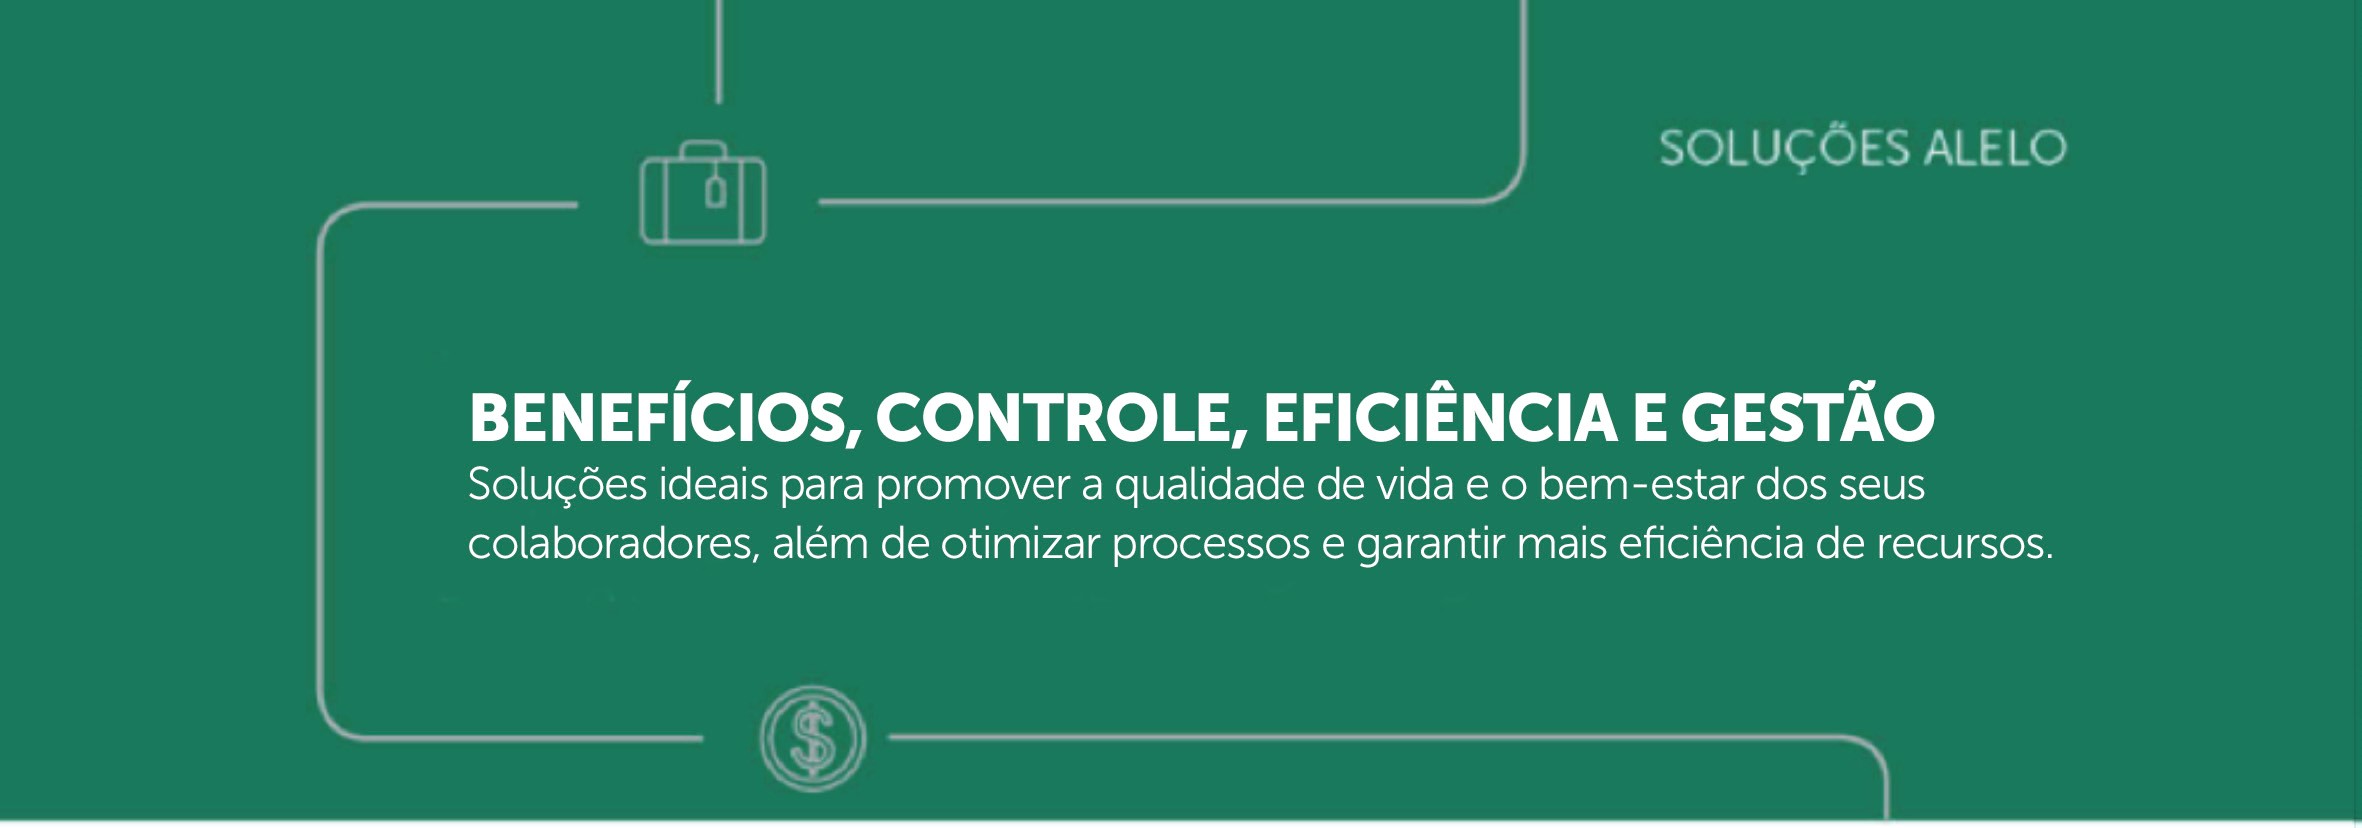 SOLUÇÕES ALELO
BENEFÍCIOS, CONTROLE, EFICIÊNCIA E GESTÃO
Soluções ideais para promover a qualidade de vida e o bem-estar dos seus
colaboradores, além de otimizar processos e garantir mais eficiência de recursos.